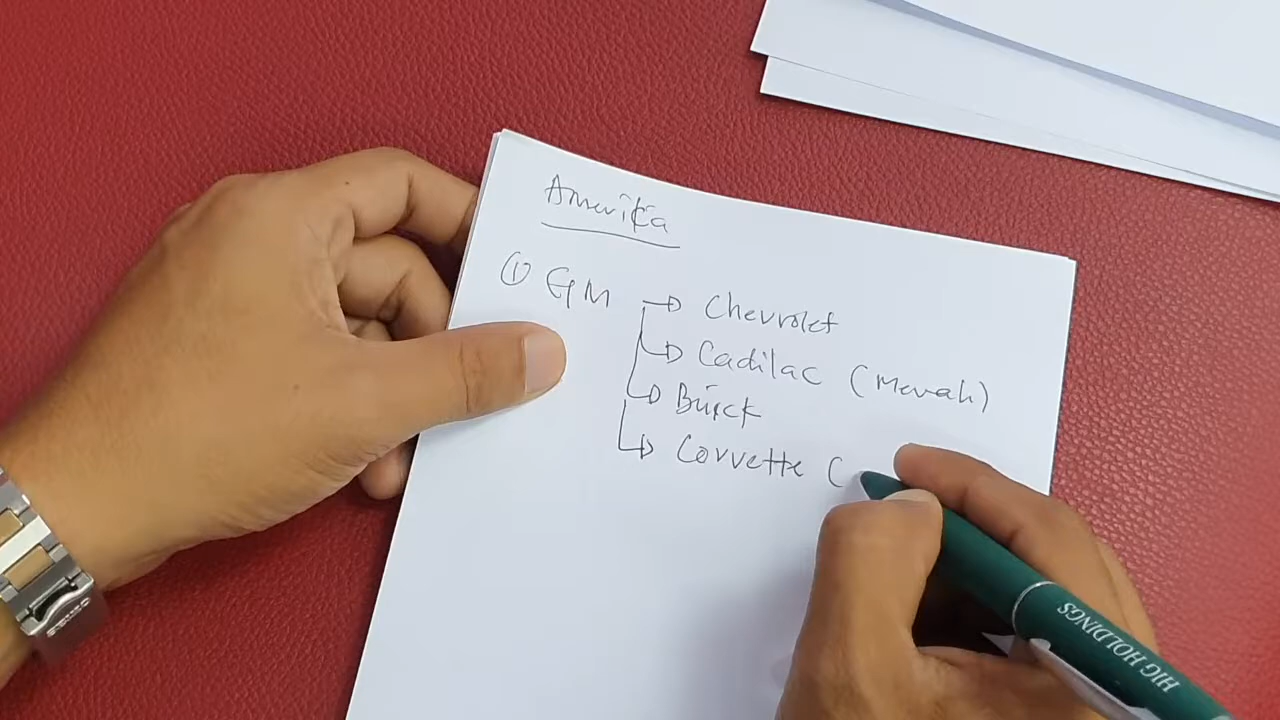 Amerika
① GM → Chevrolet
↳ Cadilac (Mewah)
↳ Buick
↳ Corvette (
HIG HOLDINGS